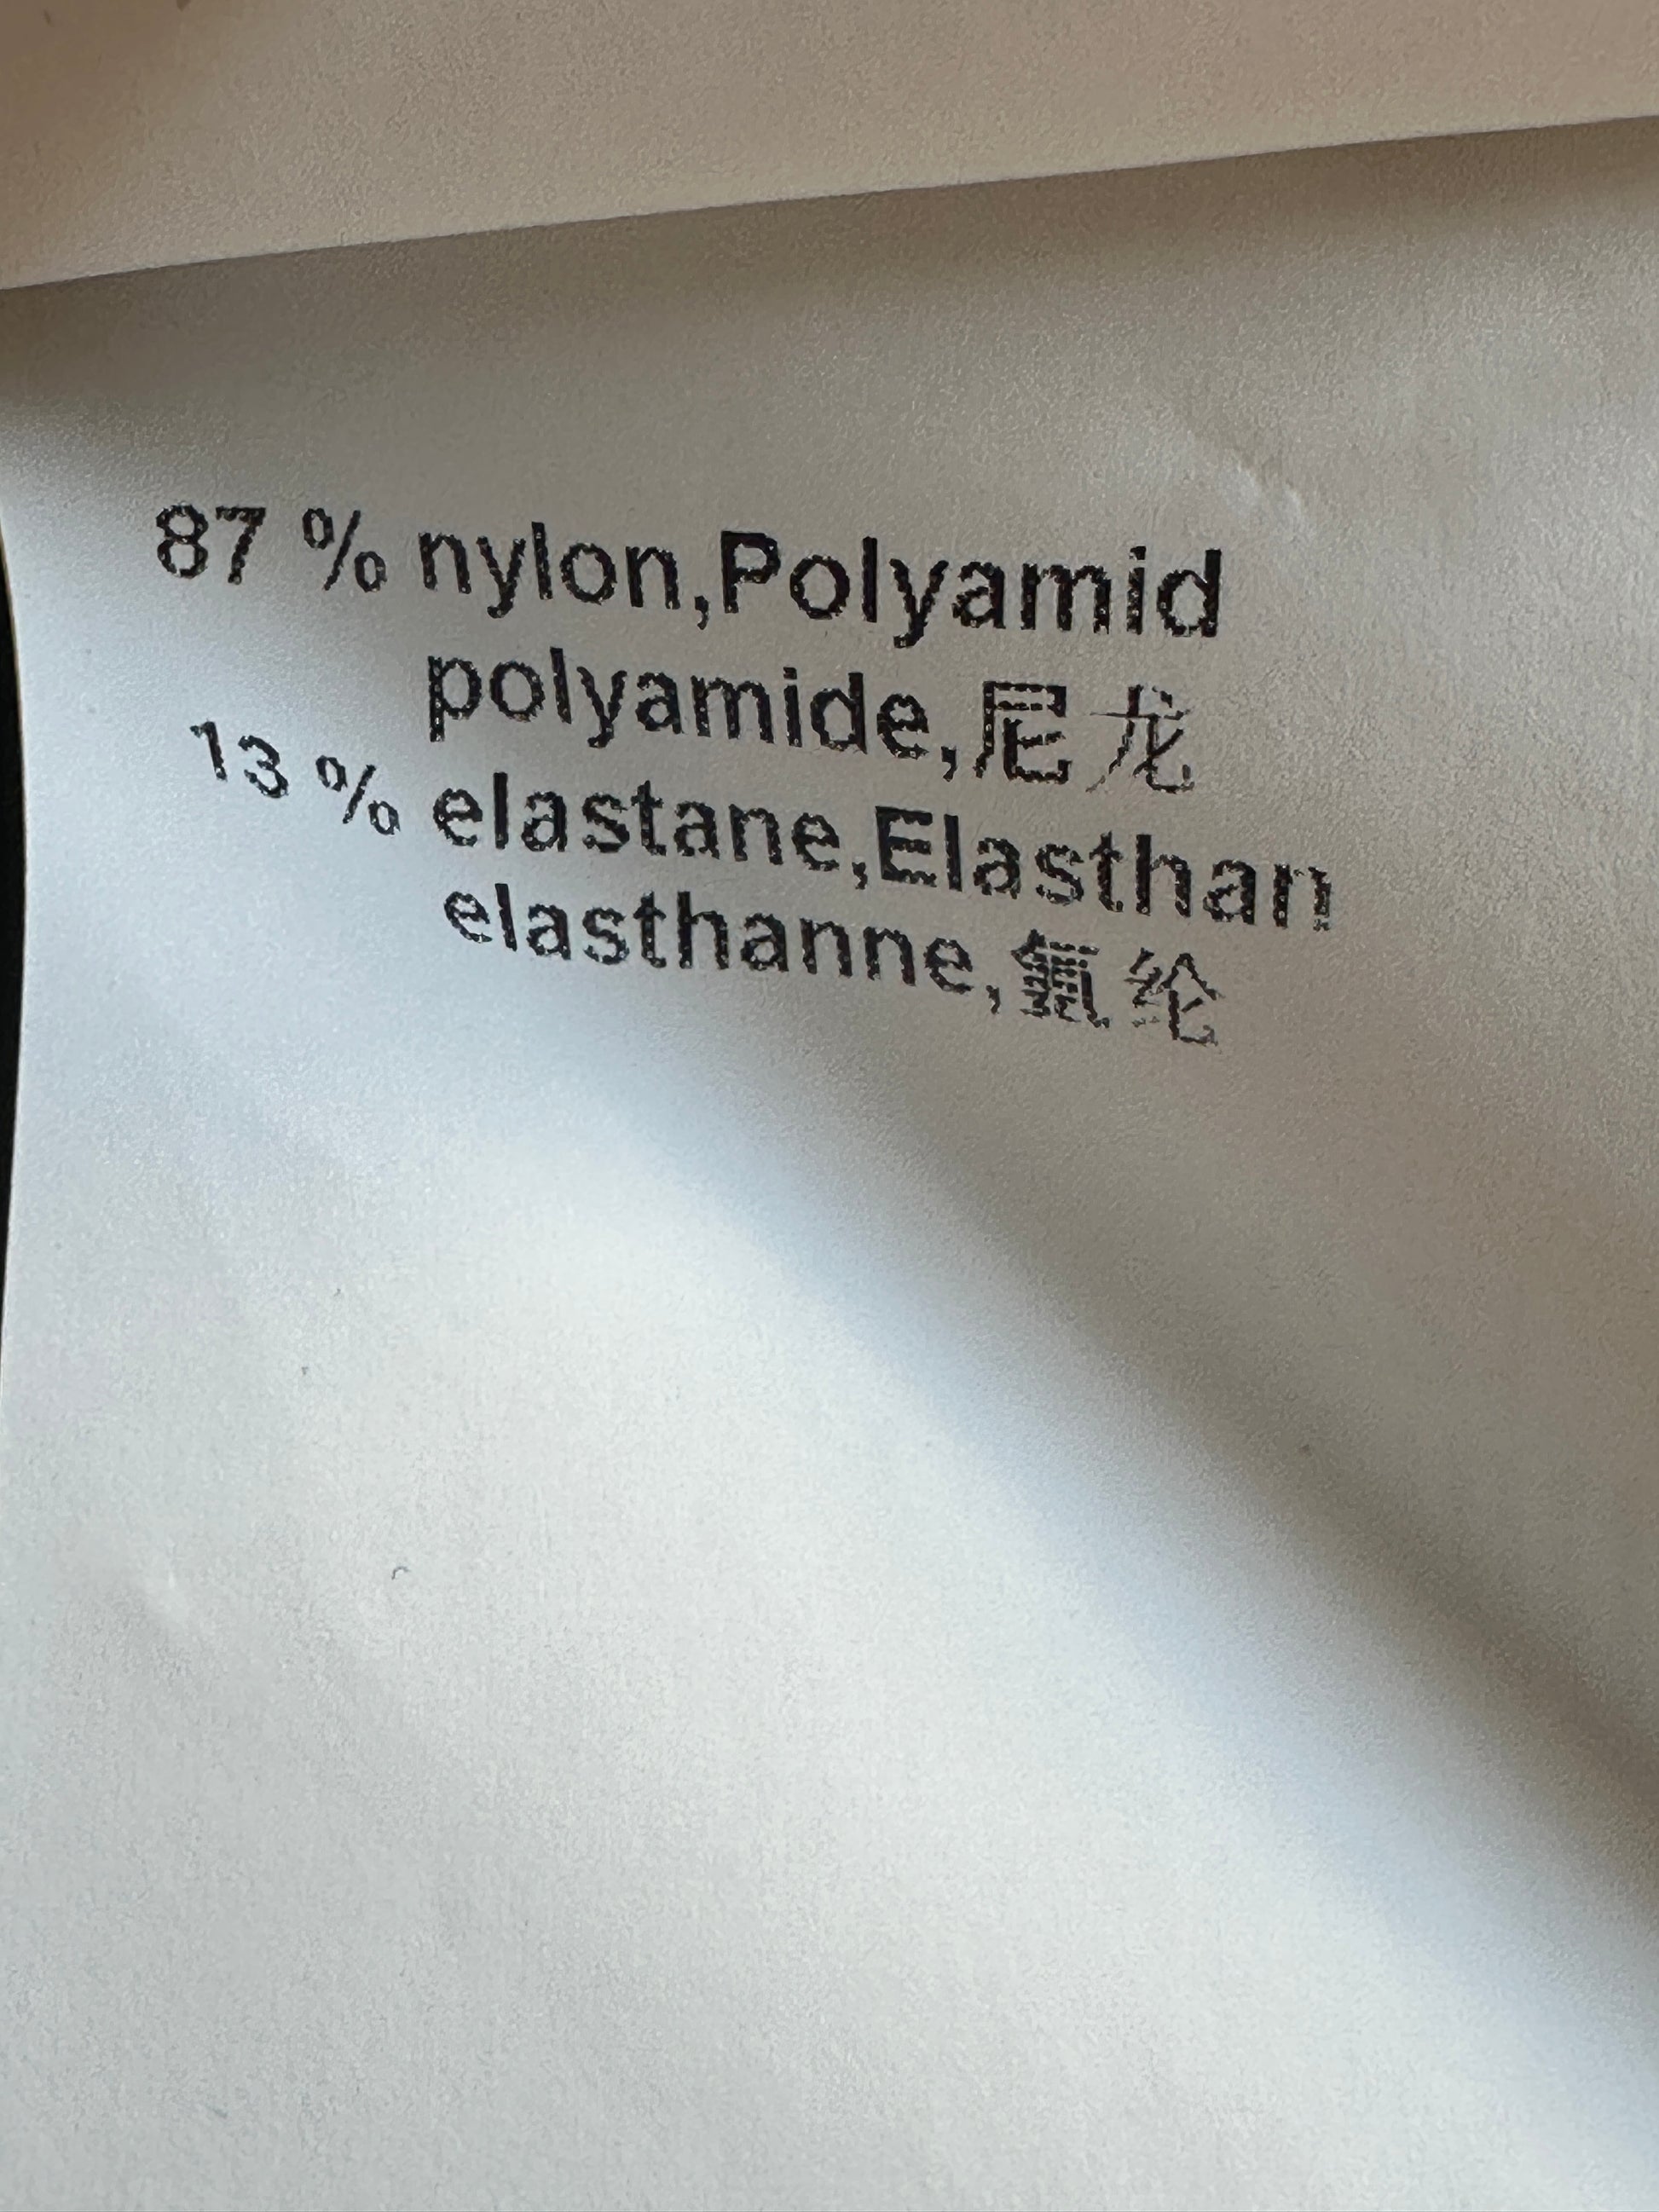 87 % nylon,Polyamid
polyamide,尼龙
13 % elastane,Elasthan
elasthanne,氨纶